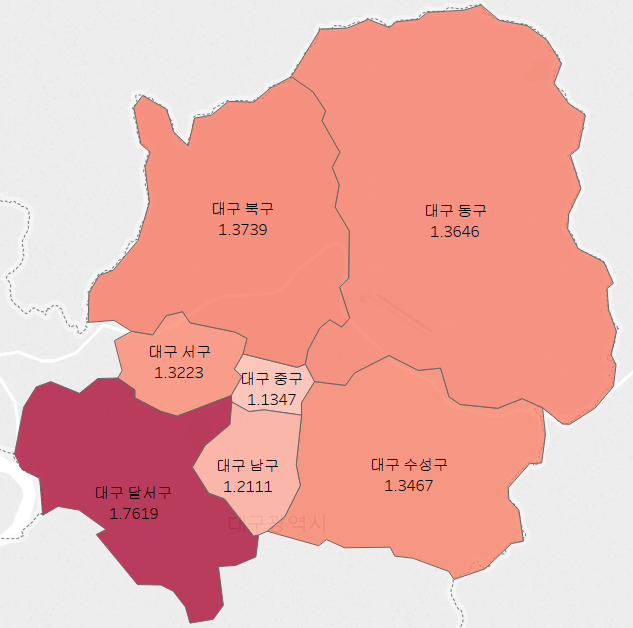 대구 북구
1.3739
대구 동구
1.3646
대구 서구
1.3223
대구 중구
1.1347
대구 남구
1.2111
대구 수성구
1.3467
대구 달서구
1.7619
대구광역시